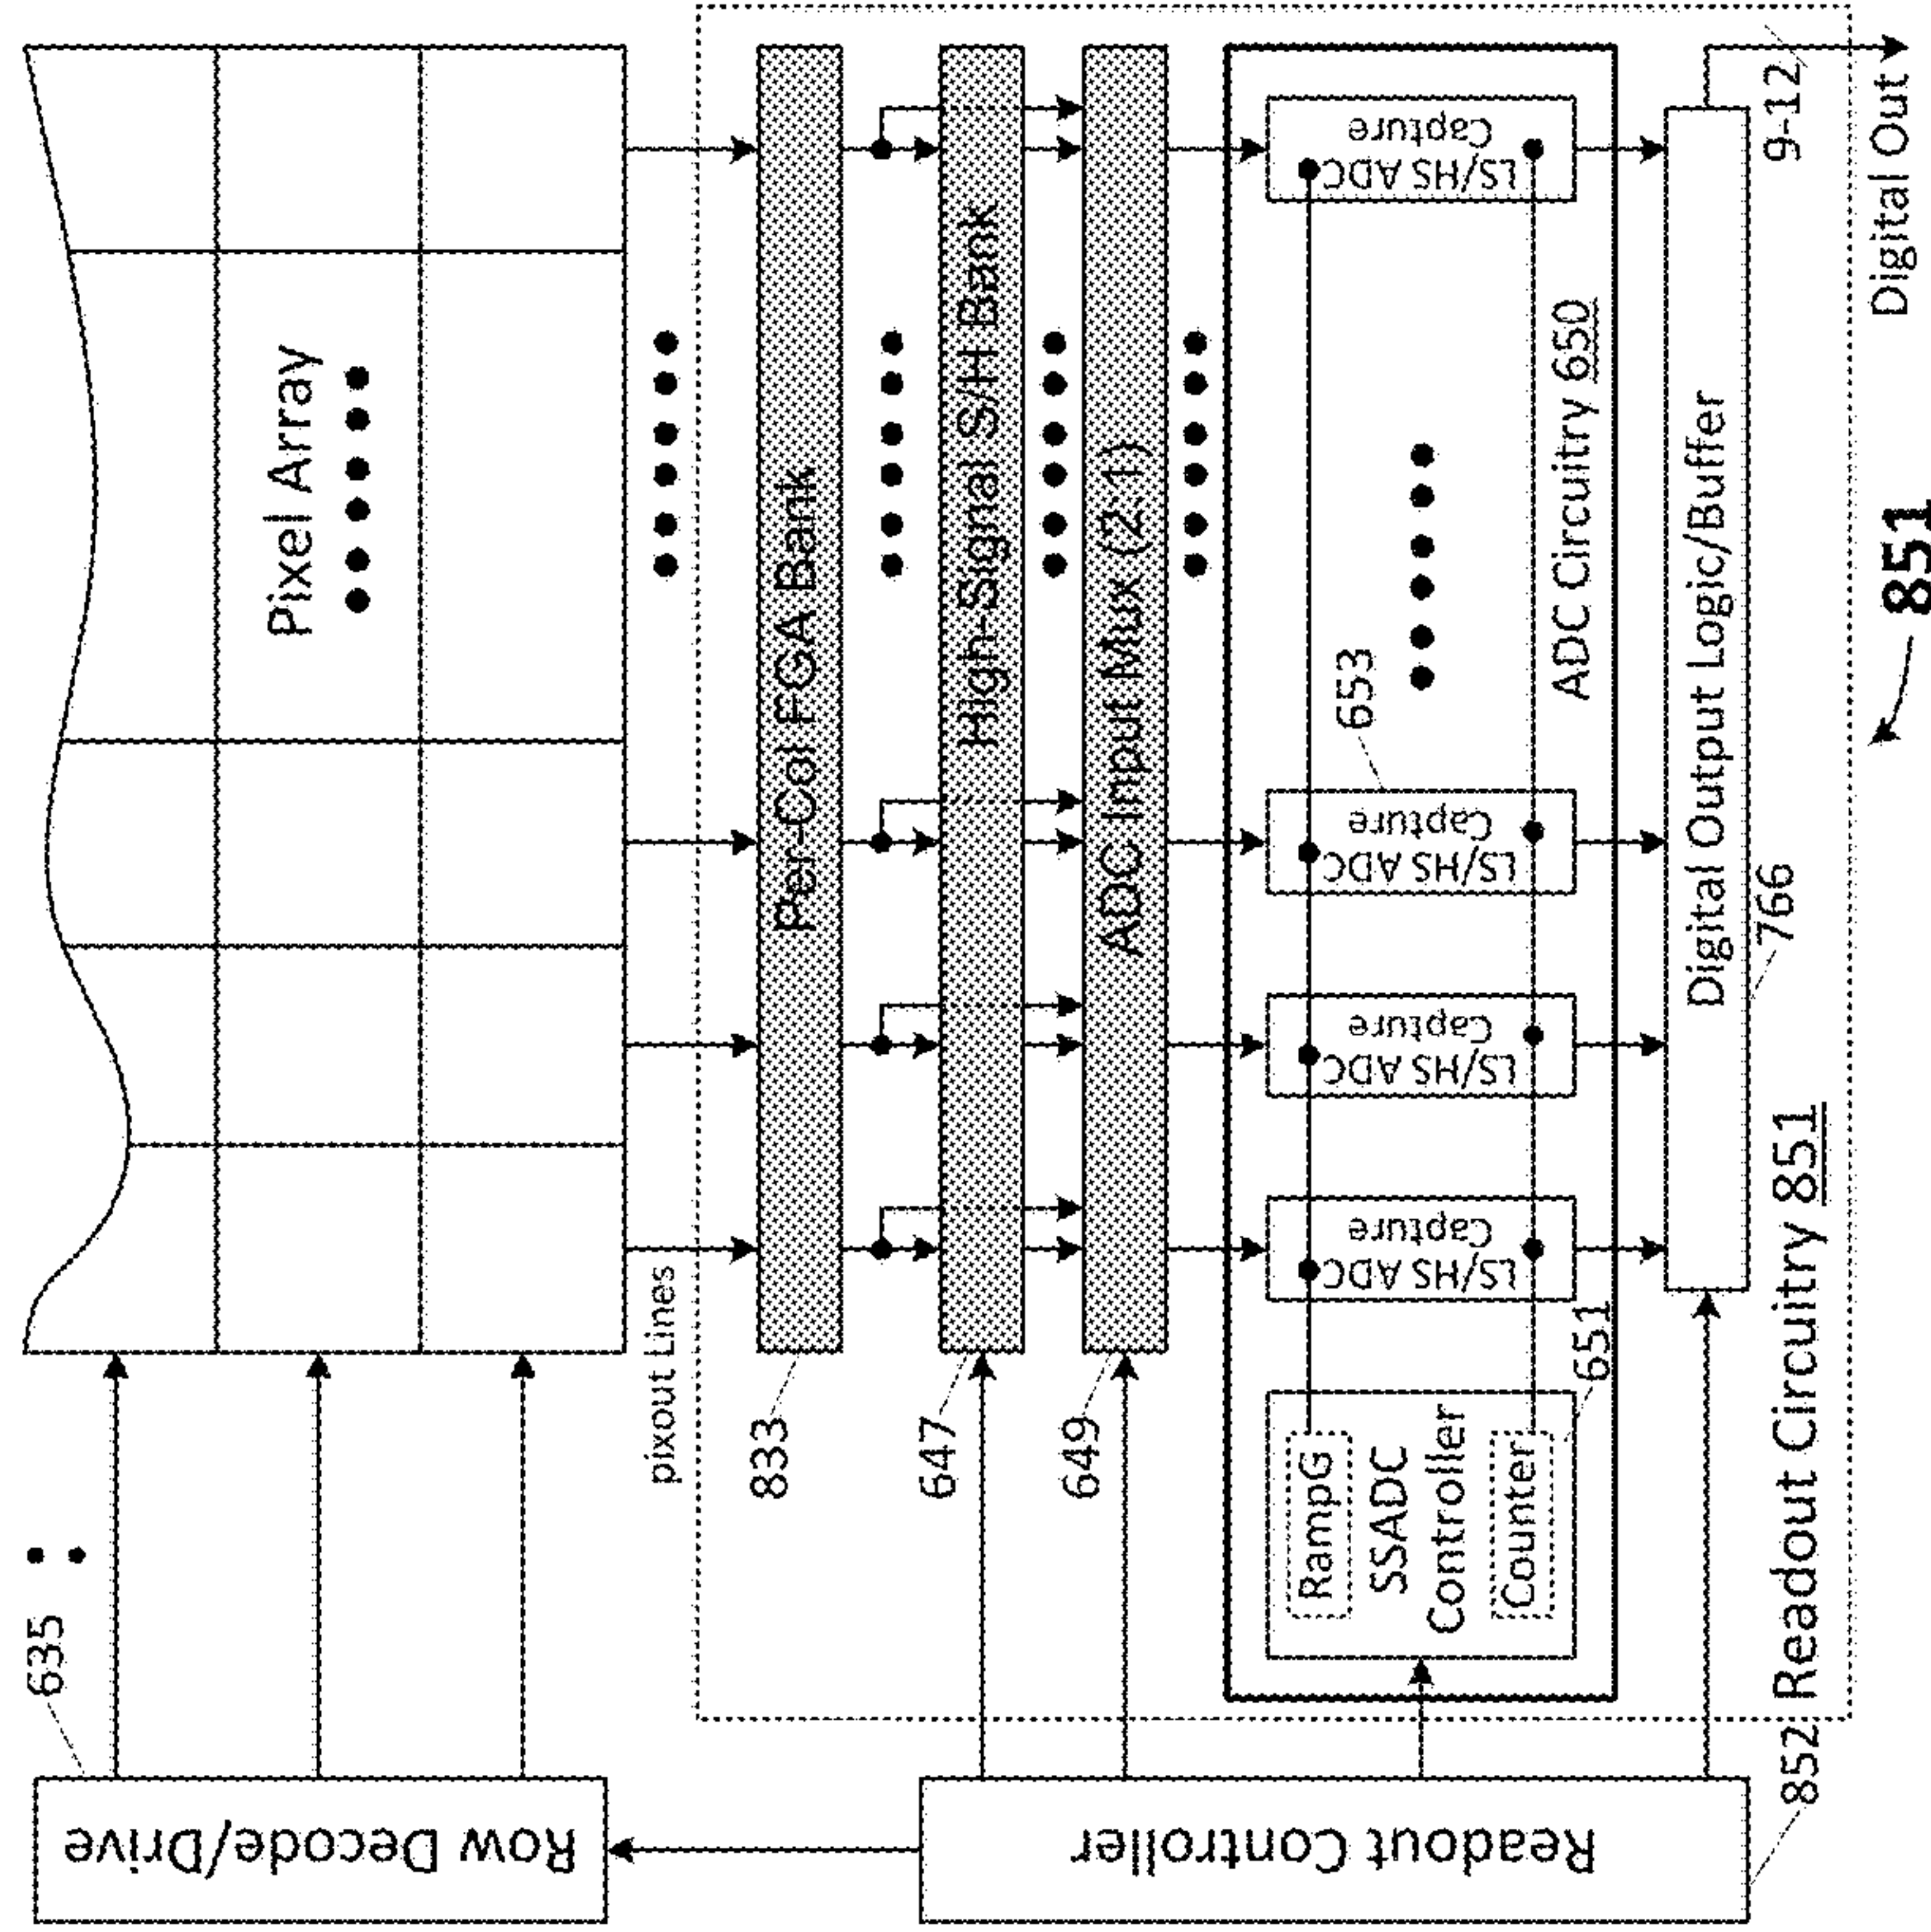 635
Row Decode/Drive
Pixel Array
pixout Lines
833
Per-Col FGA Bank
647
High-Signal S/H Bank
649
ADC Input Mux (2:1)
Readout Controller
852
RampG
SSADC
Controller
Counter
651
LS/HS ADC
Capture
LS/HS ADC
Capture
LS/HS ADC
Capture
653
LS/HS ADC
Capture
ADC Circuitry 650
Digital Output Logic/Buffer
766
Readout Circuitry 851
9-12
Digital Out
851